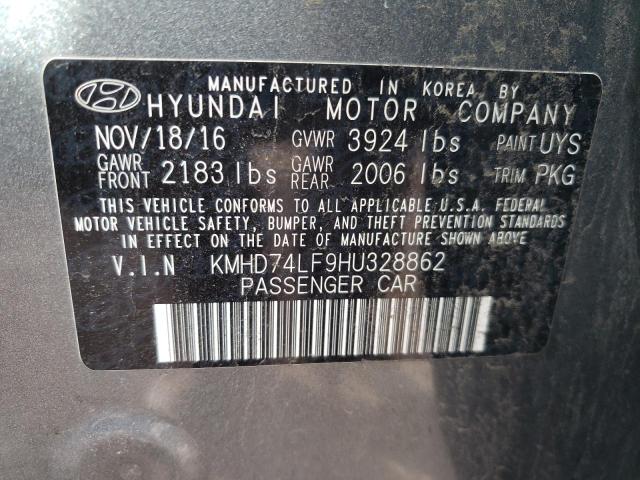 MANUFACTURED IN KOREA BY
HYUNDAI MOTOR COMPANY
NOV/18/16 GVWR 3924 lbs PAINT UYS
GAWR FRONT 2183 lbs GAWR REAR 2006 lbs TRIM PKG
THIS VEHICLE CONFORMS TO ALL APPLICABLE U.S.A. FEDERAL
MOTOR VEHICLE SAFETY, BUMPER, AND THEFT PREVENTION STANDARDS
IN EFFECT ON THE DATE OF MANUFACTURE SHOWN ABOVE
V.I.N KMHD74LF9HU328862
PASSENGER CAR